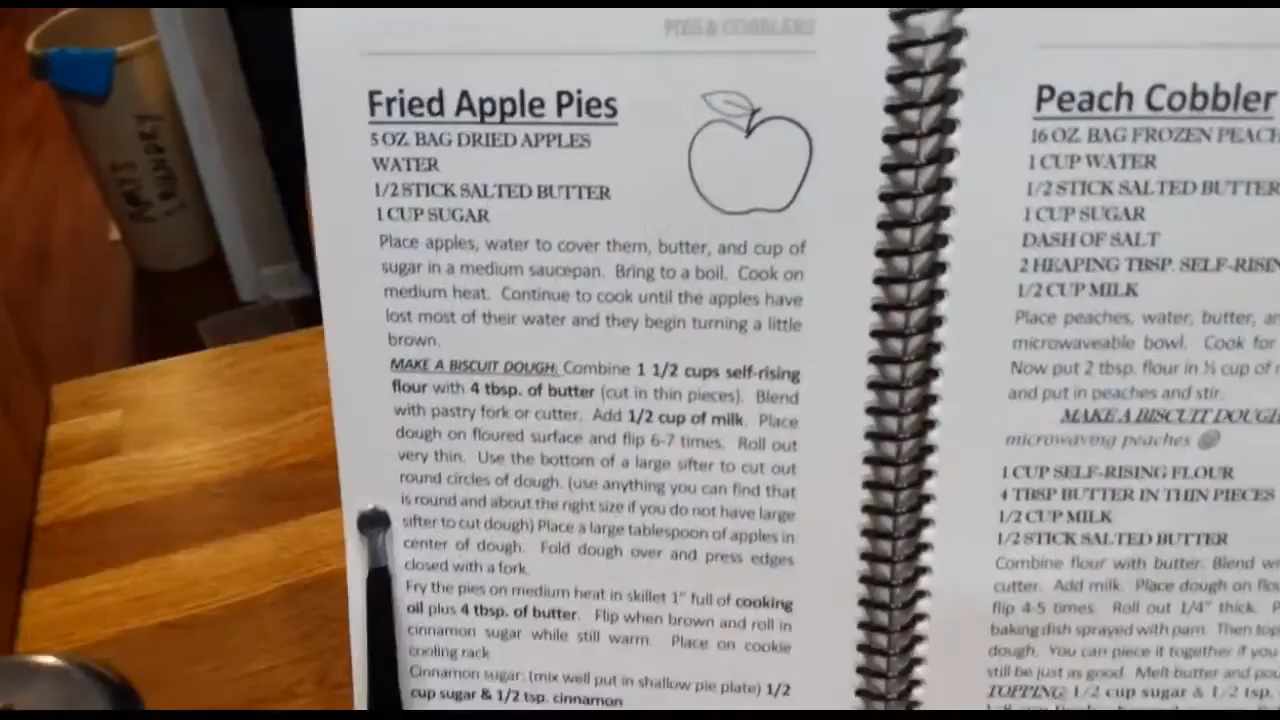 PIES & COBBLERS
Fried Apple Pies
5 OZ. BAG DRIED APPLES
WATER
1/2 STICK SALTED BUTTER
1 CUP SUGAR
Place apples, water to cover them, butter, and cup of
sugar in a medium saucepan. Bring to a boil. Cook on
medium heat. Continue to cook until the apples have
lost most of their water and they begin turning a little
brown.
MAKE A BISCUIT DOUGH: Combine 1 1/2 cups self-rising
flour with 4 tbsp. of butter (cut in thin pieces). Blend
with pastry fork or cutter. Add 1/2 cup of milk. Place
dough on floured surface and flip 6-7 times. Roll out
very thin. Use the bottom of a large sifter to cut out
round circles of dough. (use anything you can find that
is round and about the right size if you do not have large
sifter to cut dough) Place a large tablespoon of apples in
center of dough. Fold dough over and press edges
closed with a fork.
Fry the pies on medium heat in skillet 1" full of cooking
oil plus 4 tbsp. of butter. Flip when brown and roll in
cinnamon sugar while still warm. Place on cookie
cooling rack
Cinnamon sugar: (mix well put in shallow pie plate) 1/2
cup sugar & 1/2 tsp. cinnamon
Peach Cobbler
16 OZ. BAG FROZEN PEACH
1 CUP WATER
1/2 STICK SALTED BUTTER
1 CUP SUGAR
DASH OF SALT
2 HEAPING TBSP. SELF-RISIN
1/2 CUP MILK
Place peaches, water, butter, an
microwaveable bowl. Cook for
Now put 2 tbsp. flour in ½ cup of
and put in peaches and stir.
MAKE A BISCUIT DOUGH
microwaving peaches
1 CUP SELF-RISING FLOUR
4 TBSP BUTTER IN THIN PIECES
1/2 CUP MILK
1/2 STICK SALTED BUTTER
Combine flour with butter. Blend wi
cutter. Add milk. Place dough on flo
flip 4-5 times. Roll out 1/4" thick.
baking dish sprayed with pam. Then top
dough. You can piece it together if you
still be just as good. Melt butter and pou
TOPPING: 1/2 cup sugar & 1/2 tsp.
LAUNDRY